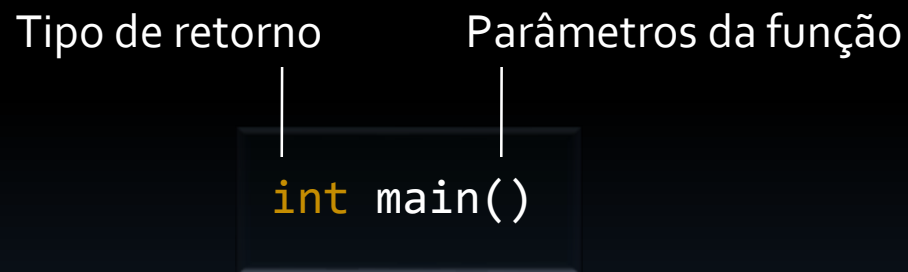 Tipo de retorno Parâmetros da função
int main()